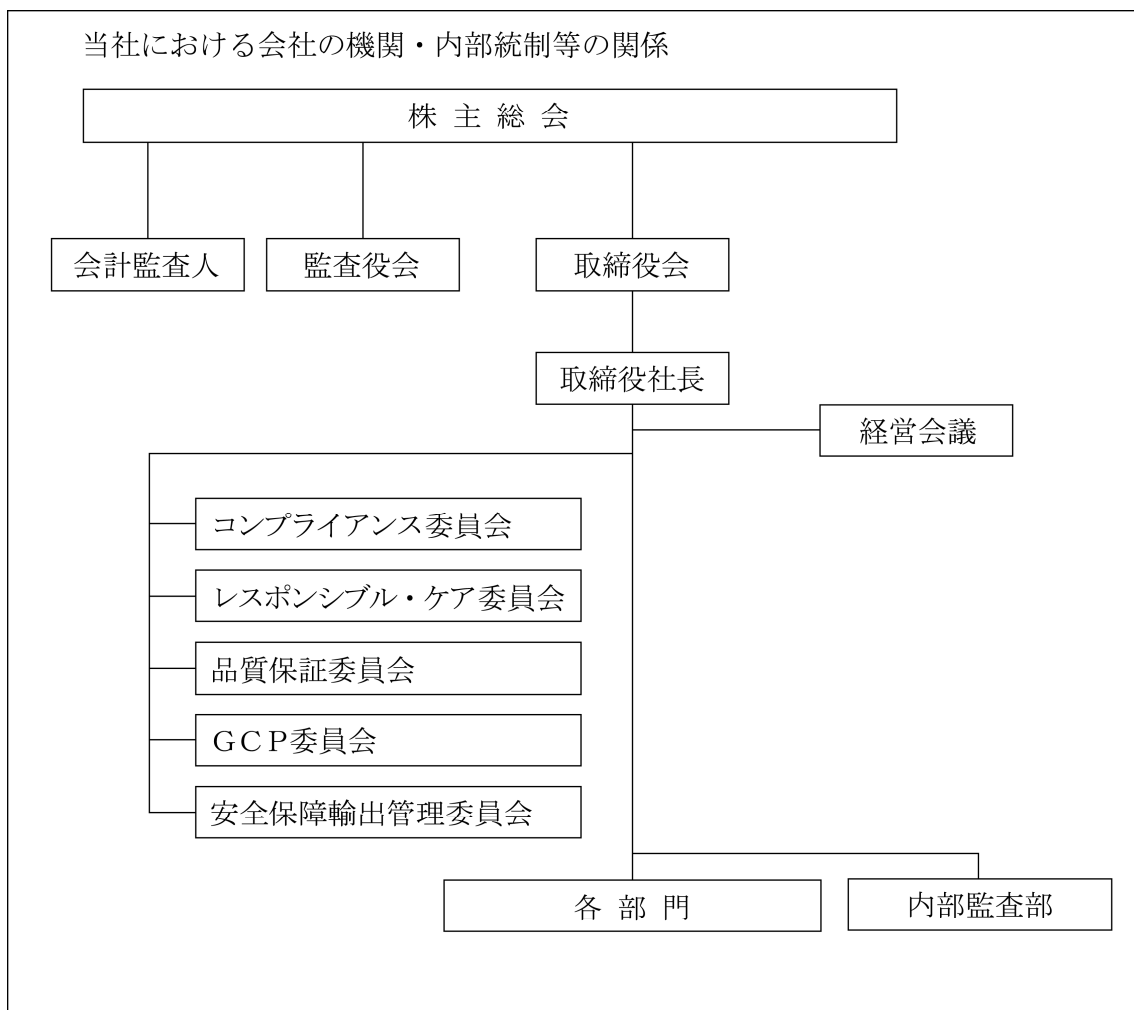 当社における会社の機関・内部統制等の関係
株主総会
会計監査人
監査役会
取締役会
取締役社長
経営会議
コンプライアンス委員会
レスポンシブル・ケア委員会
品質保証委員会
ＧＣＰ委員会
安全保障輸出管理委員会
各部門
内部監査部